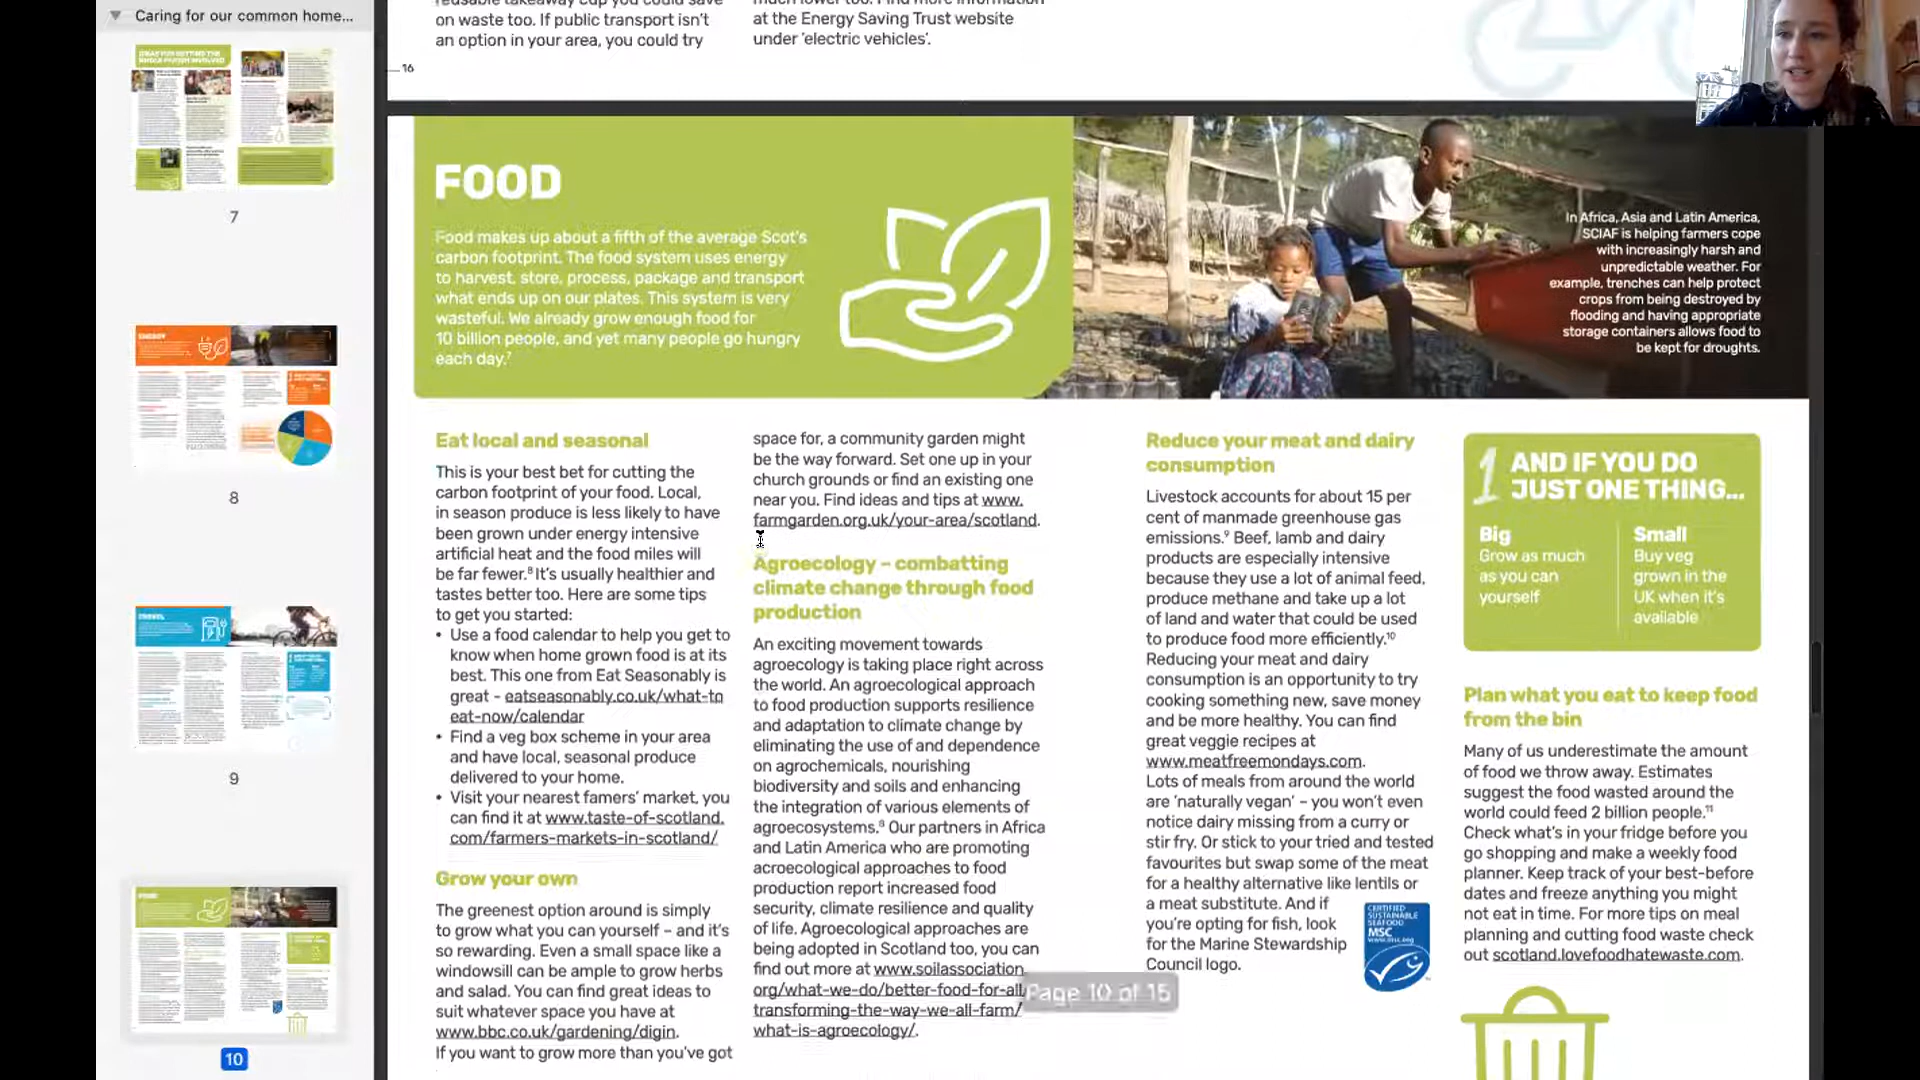 Caring for our common home...
7
8
9
10
reusable takeaway cup you could save
on waste too. If public transport isn't
an option in your area, you could try
much lower too. Find more information
at the Energy Saving Trust website
under 'electric vehicles'.
16
FOOD
Food makes up about a fifth of the average Scot's
carbon footprint. The food system uses energy
to harvest, store, process, package and transport
what ends up on our plates. This system is very
wasteful. We already grow enough food for
10 billion people, and yet many people go hungry
each day.7
In Africa, Asia and Latin America,
SCIAF is helping farmers cope
with increasingly harsh and
unpredictable weather. For
example, trenches can help protect
crops from being destroyed by
flooding and having appropriate
storage containers allows food to
be kept for droughts.
Eat local and seasonal
This is your best bet for cutting the
carbon footprint of your food. Local,
in season produce is less likely to have
been grown under energy intensive
artificial heat and the food miles will
be far fewer.8 It's usually healthier and
tastes better too. Here are some tips
to get you started:
• Use a food calendar to help you get to
know when home grown food is at its
best. This one from Eat Seasonably is
great - eatseasonably.co.uk/what-to
eat-now/calendar
• Find a veg box scheme in your area
and have local, seasonal produce
delivered to your home.
• Visit your nearest famers' market, you
can find it at www.taste-of-scotland.
com/farmers-markets-in-scotland/
Grow your own
The greenest option around is simply
to grow what you can yourself – and it's
so rewarding. Even a small space like a
windowsill can be ample to grow herbs
and salad. You can find great ideas to
suit whatever space you have at
www.bbc.co.uk/gardening/digin.
If you want to grow more than you've got
space for, a community garden might
be the way forward. Set one up in your
church grounds or find an existing one
near you. Find ideas and tips at www.
farmgarden.org.uk/your-area/scotland.
Agroecology – combatting
climate change through food
production
An exciting movement towards
agroecology is taking place right across
the world. An agroecological approach
to food production supports resilience
and adaptation to climate change by
eliminating the use of and dependence
on agrochemicals, nourishing
biodiversity and soils and enhancing
the integration of various elements of
agroecosystems. Our partners in Africa
and Latin America who are promoting
acroecological approaches to food
production report increased food
security, climate resilience and quality
of life. Agroecological approaches are
being adopted in Scotland too, you can
find out more at www.soilassociation.
org/what-we-do/better-food-for-all/
transforming-the-way-we-all-farm/
what-is-agroecology/.
Page 10 of 15
Reduce your meat and dairy
consumption
Livestock accounts for about 15 per
cent of manmade greenhouse gas
emissions.9 Beef, lamb and dairy
products are especially intensive
because they use a lot of animal feed,
produce methane and take up a lot
of land and water that could be used
to produce food more efficiently.10
Reducing your meat and dairy
consumption is an opportunity to try
cooking something new, save money
and be more healthy. You can find
great veggie recipes at
www.meatfreemondays.com.
Lots of meals from around the world
are 'naturally vegan' – you won't even
notice dairy missing from a curry or
stir fry. Or stick to your tried and tested
favourites but swap some of the meat
for a healthy alternative like lentils or
a meat substitute. And if
you're opting for fish, look
for the Marine Stewardship
Council logo.
CERTIFIED
SUSTAINABLE
SEAFOOD
MSC
www.msc.org
1 AND IF YOU DO
JUST ONE THING...
Big
Grow as much
as you can
yourself
Small
Buy veg
grown in the
UK when it's
available
Plan what you eat to keep food
from the bin
Many of us underestimate the amount
of food we throw away. Estimates
suggest the food wasted around the
world could feed 2 billion people.11
Check what's in your fridge before you
go shopping and make a weekly food
planner. Keep track of your best-before
dates and freeze anything you might
not eat in time. For more tips on meal
planning and cutting food waste check
out scotland.lovefoodhatewaste.com.